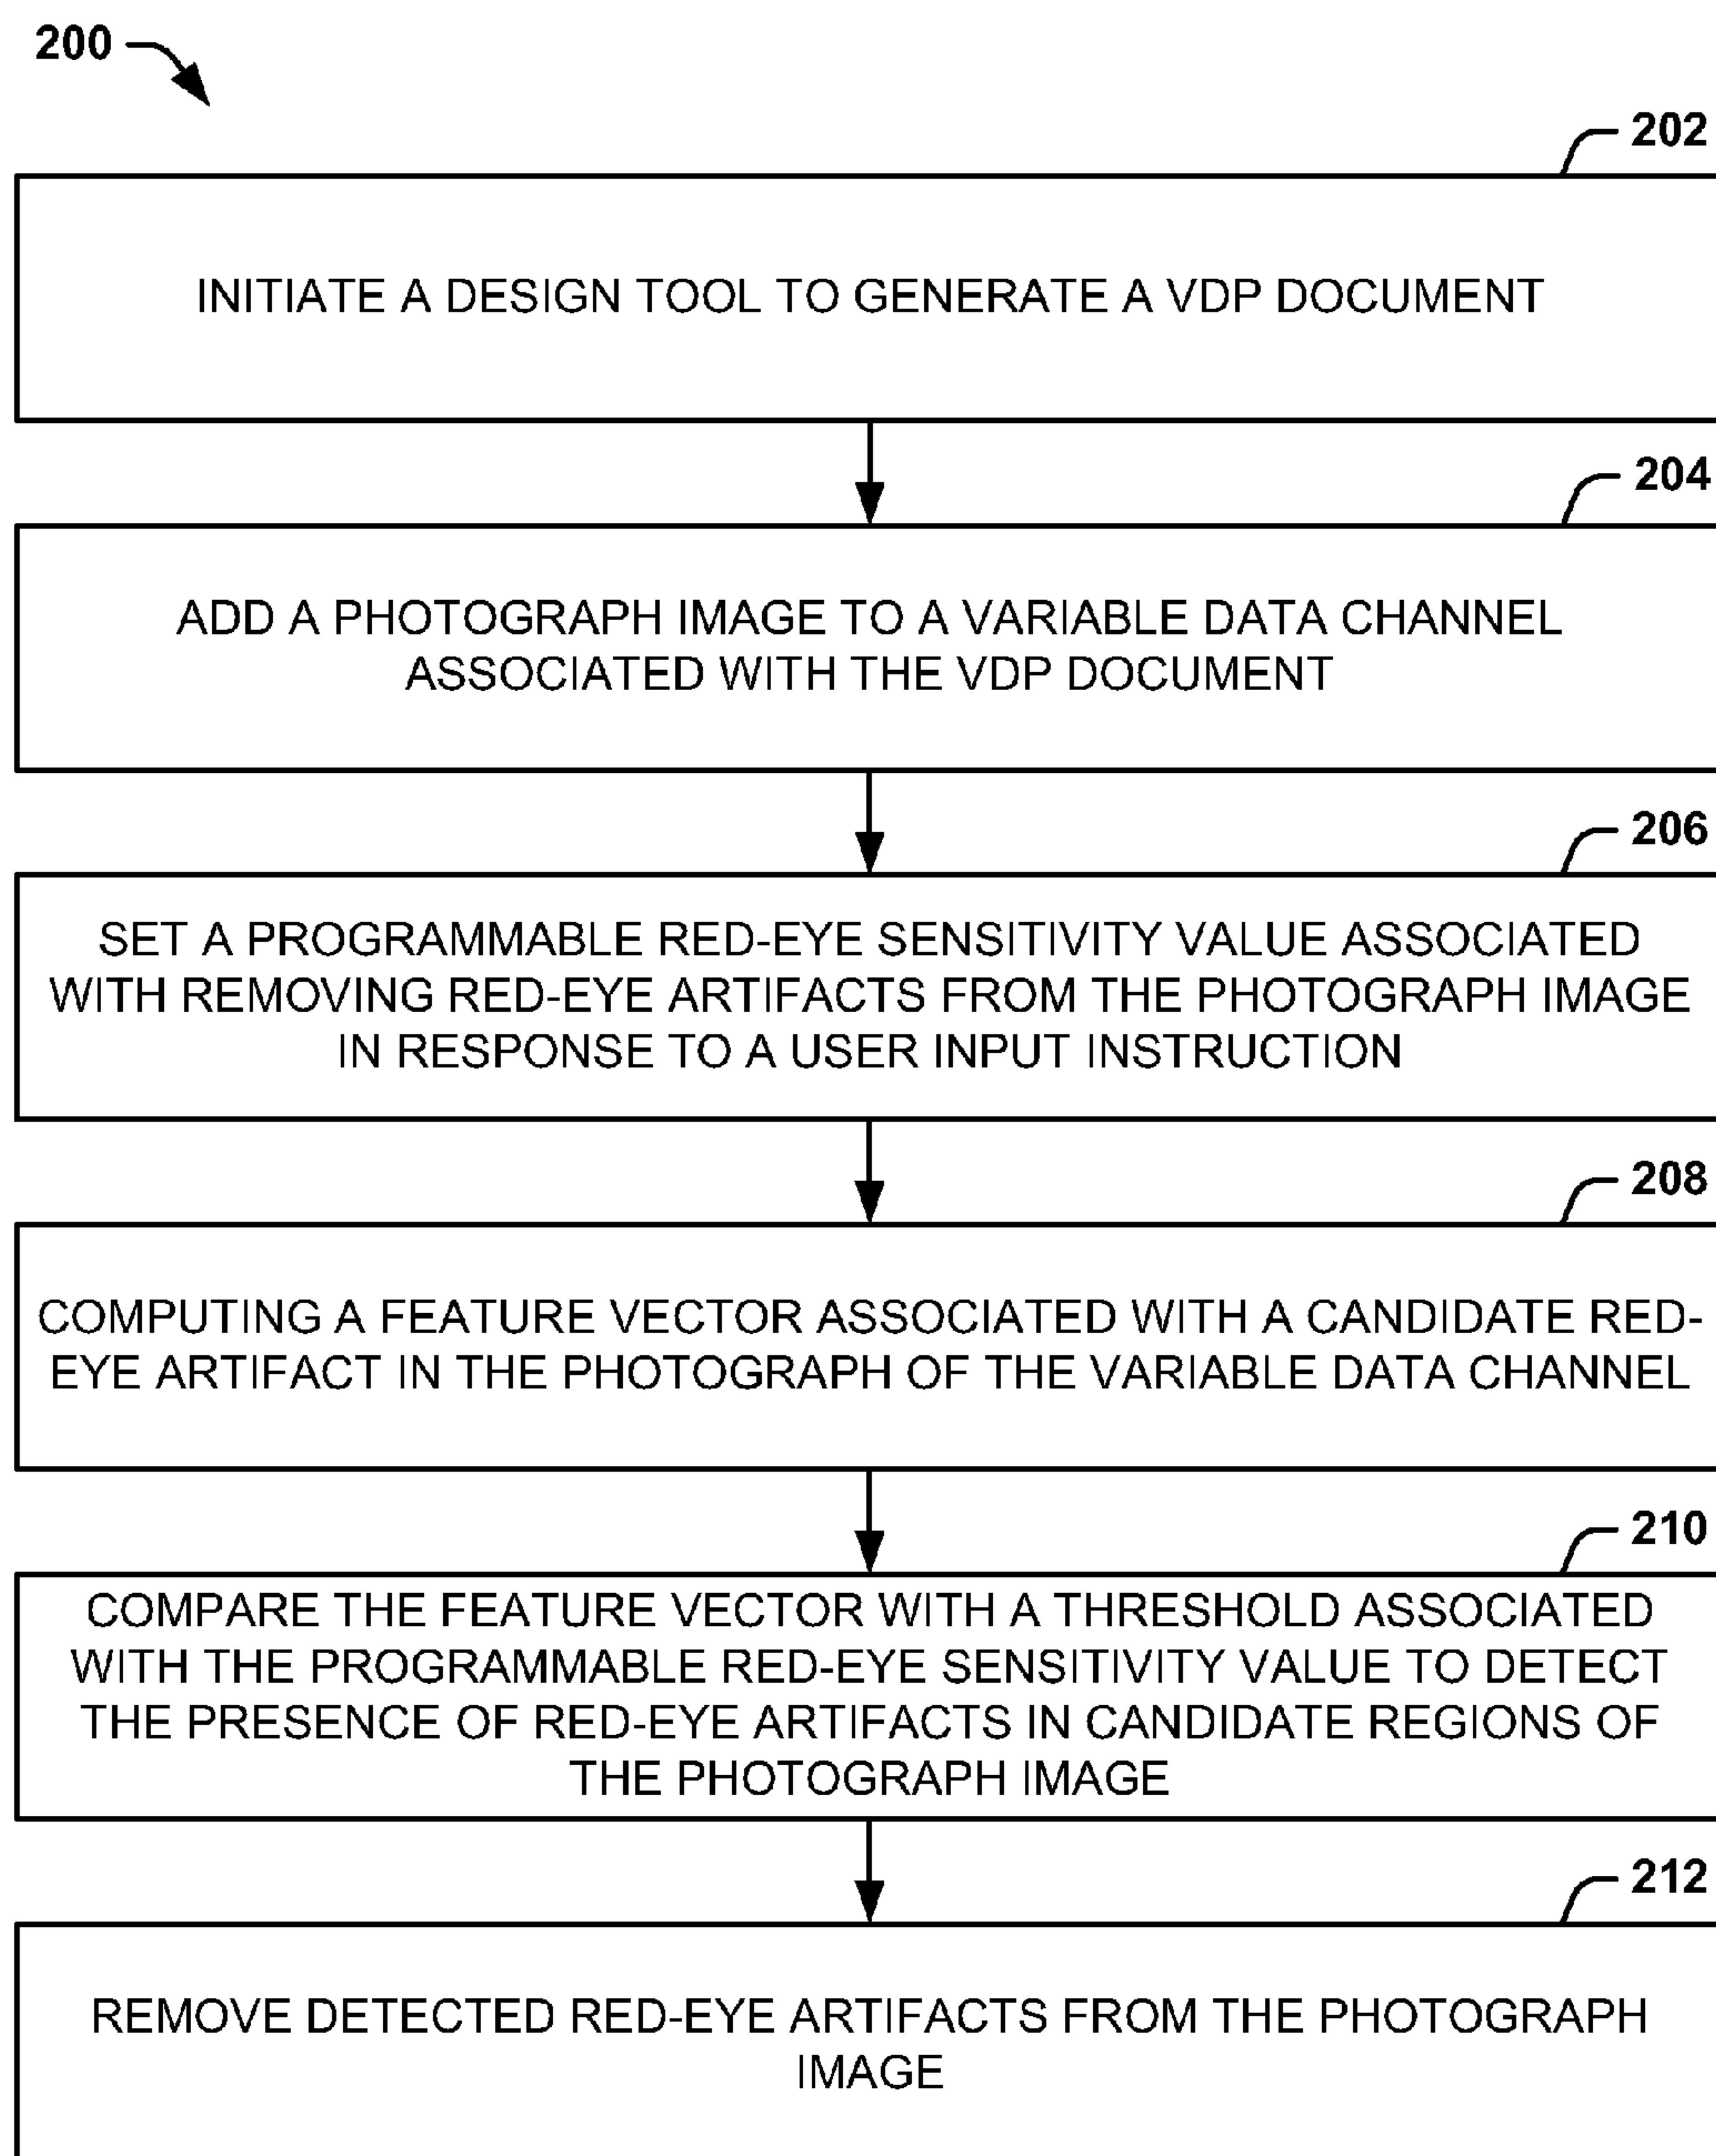 200
202
INITIATE A DESIGN TOOL TO GENERATE A VDP DOCUMENT
204
ADD A PHOTOGRAPH IMAGE TO A VARIABLE DATA CHANNEL
ASSOCIATED WITH THE VDP DOCUMENT
206
SET A PROGRAMMABLE RED-EYE SENSITIVITY VALUE ASSOCIATED
WITH REMOVING RED-EYE ARTIFACTS FROM THE PHOTOGRAPH IMAGE
IN RESPONSE TO A USER INPUT INSTRUCTION
208
COMPUTING A FEATURE VECTOR ASSOCIATED WITH A CANDIDATE RED-
EYE ARTIFACT IN THE PHOTOGRAPH OF THE VARIABLE DATA CHANNEL
210
COMPARE THE FEATURE VECTOR WITH A THRESHOLD ASSOCIATED
WITH THE PROGRAMMABLE RED-EYE SENSITIVITY VALUE TO DETECT
THE PRESENCE OF RED-EYE ARTIFACTS IN CANDIDATE REGIONS OF
THE PHOTOGRAPH IMAGE
212
REMOVE DETECTED RED-EYE ARTIFACTS FROM THE PHOTOGRAPH
IMAGE